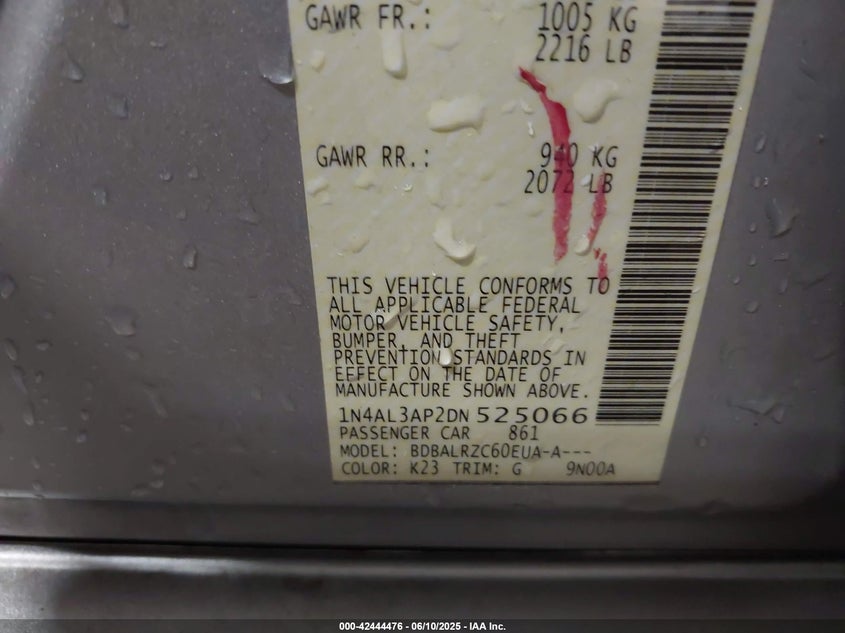 GAWR FR.: 1005 KG
2216 LB
GAWR RR.: 940 KG
2072 LB
THIS VEHICLE CONFORMS TO
ALL APPLICABLE FEDERAL
MOTOR VEHICLE SAFETY,
BUMPER, AND THEFT
PREVENTION STANDARDS IN
EFFECT ON THE DATE OF
MANUFACTURE SHOWN ABOVE.
1N4AL3AP2DN 525066
PASSENGER CAR 861
MODEL: BDBALRZC60EUA-A---
COLOR: K23 TRIM: G 9N00A
000-42444476 - 06/10/2025 - IAA Inc.